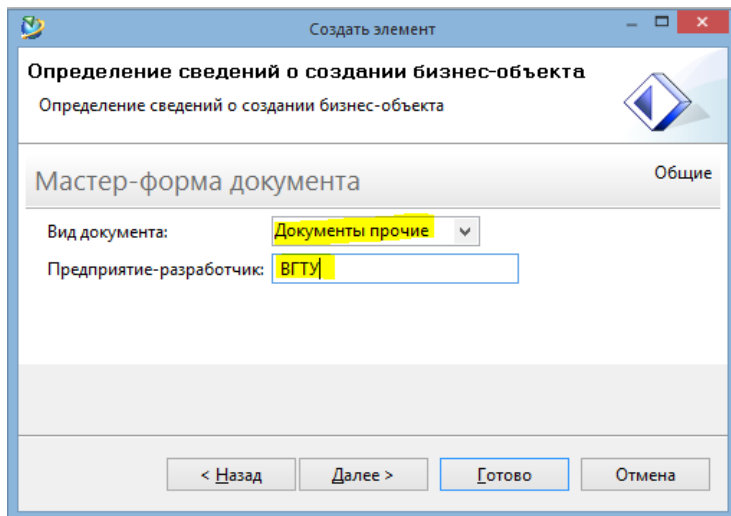 Создать элемент
Определение сведений о создании бизнес-объекта
Определение сведений о создании бизнес-объекта
Мастер-форма документа
Общие
Вид документа: Документы прочие
Предприятие-разработчик: ВГТУ
< Назад Далее > Готово Отмена